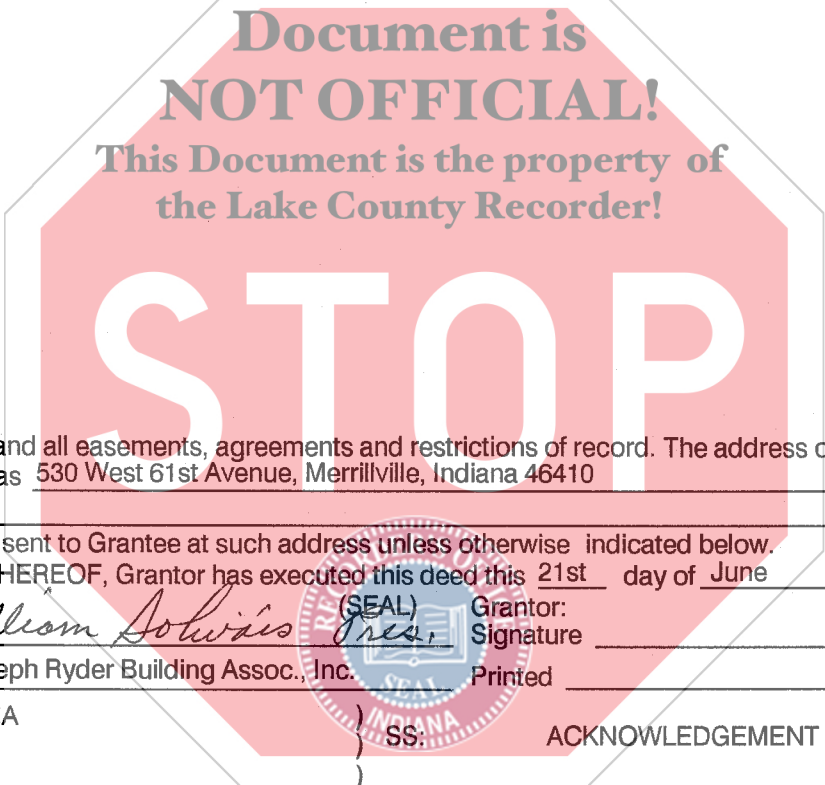 Document is
NOT OFFICIAL!
This Document is the property of
the Lake County Recorder!
STOP
and all easements, agreements and restrictions of record. The address o
as 530 West 61st Avenue, Merrillville, Indiana 46410
sent to Grantee at such address unless otherwise indicated below.
HEREOF, Grantor has executed this deed this 21st day of June
(SEAL) Grantor:
liam Pres. Signature
eph Ryder Building Assoc., Inc. Printed
SEAL
INDIANA
A ) SS: ACKNOWLEDGEMENT
)